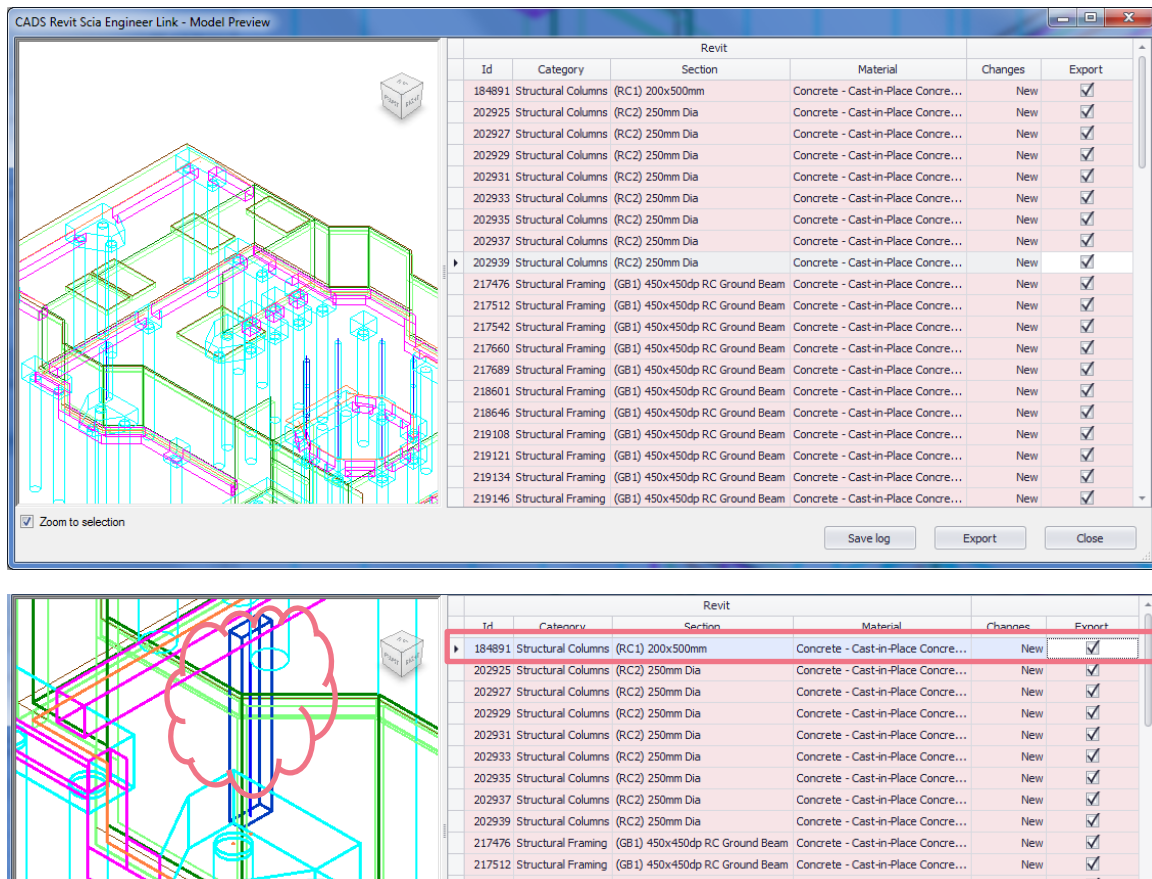 CADS Revit Scia Engineer Link - Model Preview
Revit
Id Category Section Material Changes Export
184891 Structural Columns (RC1) 200x500mm Concrete - Cast-in-Place Concre... New
202925 Structural Columns (RC2) 250mm Dia Concrete - Cast-in-Place Concre... New
202927 Structural Columns (RC2) 250mm Dia Concrete - Cast-in-Place Concre... New
202929 Structural Columns (RC2) 250mm Dia Concrete - Cast-in-Place Concre... New
202931 Structural Columns (RC2) 250mm Dia Concrete - Cast-in-Place Concre... New
202933 Structural Columns (RC2) 250mm Dia Concrete - Cast-in-Place Concre... New
202935 Structural Columns (RC2) 250mm Dia Concrete - Cast-in-Place Concre... New
202937 Structural Columns (RC2) 250mm Dia Concrete - Cast-in-Place Concre... New
202939 Structural Columns (RC2) 250mm Dia Concrete - Cast-in-Place Concre... New
217476 Structural Framing (GB1) 450x450dp RC Ground Beam Concrete - Cast-in-Place Concre... New
217512 Structural Framing (GB1) 450x450dp RC Ground Beam Concrete - Cast-in-Place Concre... New
217542 Structural Framing (GB1) 450x450dp RC Ground Beam Concrete - Cast-in-Place Concre... New
217660 Structural Framing (GB1) 450x450dp RC Ground Beam Concrete - Cast-in-Place Concre... New
217689 Structural Framing (GB1) 450x450dp RC Ground Beam Concrete - Cast-in-Place Concre... New
218601 Structural Framing (GB1) 450x450dp RC Ground Beam Concrete - Cast-in-Place Concre... New
218646 Structural Framing (GB1) 450x450dp RC Ground Beam Concrete - Cast-in-Place Concre... New
219108 Structural Framing (GB1) 450x450dp RC Ground Beam Concrete - Cast-in-Place Concre... New
219121 Structural Framing (GB1) 450x450dp RC Ground Beam Concrete - Cast-in-Place Concre... New
219134 Structural Framing (GB1) 450x450dp RC Ground Beam Concrete - Cast-in-Place Concre... New
219146 Structural Framing (GB1) 450x450dp RC Ground Beam Concrete - Cast-in-Place Concre... New
Zoom to selection
Save log Export Close
Revit
Id Category Section Material Changes Export
184891 Structural Columns (RC1) 200x500mm Concrete - Cast-in-Place Concre... New
202925 Structural Columns (RC2) 250mm Dia Concrete - Cast-in-Place Concre... New
202927 Structural Columns (RC2) 250mm Dia Concrete - Cast-in-Place Concre... New
202929 Structural Columns (RC2) 250mm Dia Concrete - Cast-in-Place Concre... New
202931 Structural Columns (RC2) 250mm Dia Concrete - Cast-in-Place Concre... New
202933 Structural Columns (RC2) 250mm Dia Concrete - Cast-in-Place Concre... New
202935 Structural Columns (RC2) 250mm Dia Concrete - Cast-in-Place Concre... New
202937 Structural Columns (RC2) 250mm Dia Concrete - Cast-in-Place Concre... New
202939 Structural Columns (RC2) 250mm Dia Concrete - Cast-in-Place Concre... New
217476 Structural Framing (GB1) 450x450dp RC Ground Beam Concrete - Cast-in-Place Concre... New
217512 Structural Framing (GB1) 450x450dp RC Ground Beam Concrete - Cast-in-Place Concre... New